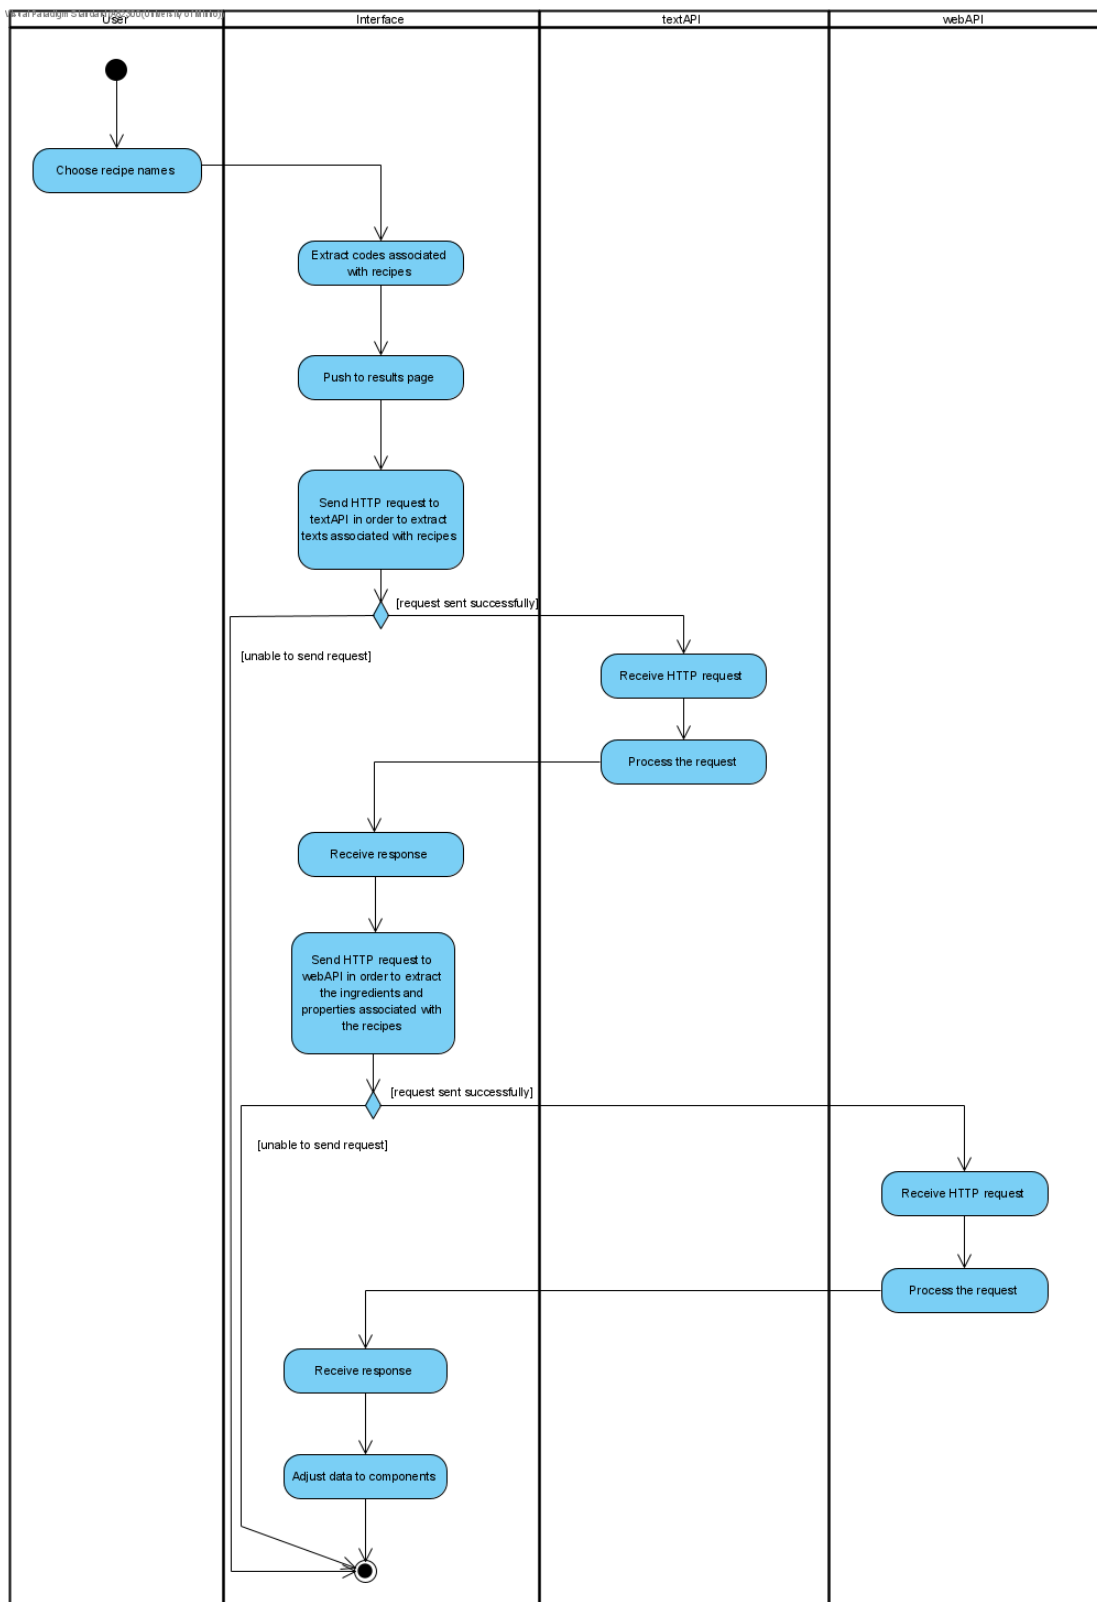 User
Interface
textAPI
webAPI
Choose recipe names
Extract codes associated
with recipes
Push to results page
Send HTTP request to
textAPI in order to extract
texts associated with recipes
[request sent successfully]
[unable to send request]
Receive HTTP request
Process the request
Receive response
Send HTTP request to
webAPI in order to extract
the ingredients and
properties associated with
the recipes
[request sent successfully]
[unable to send request]
Receive HTTP request
Process the request
Receive response
Adjust data to components